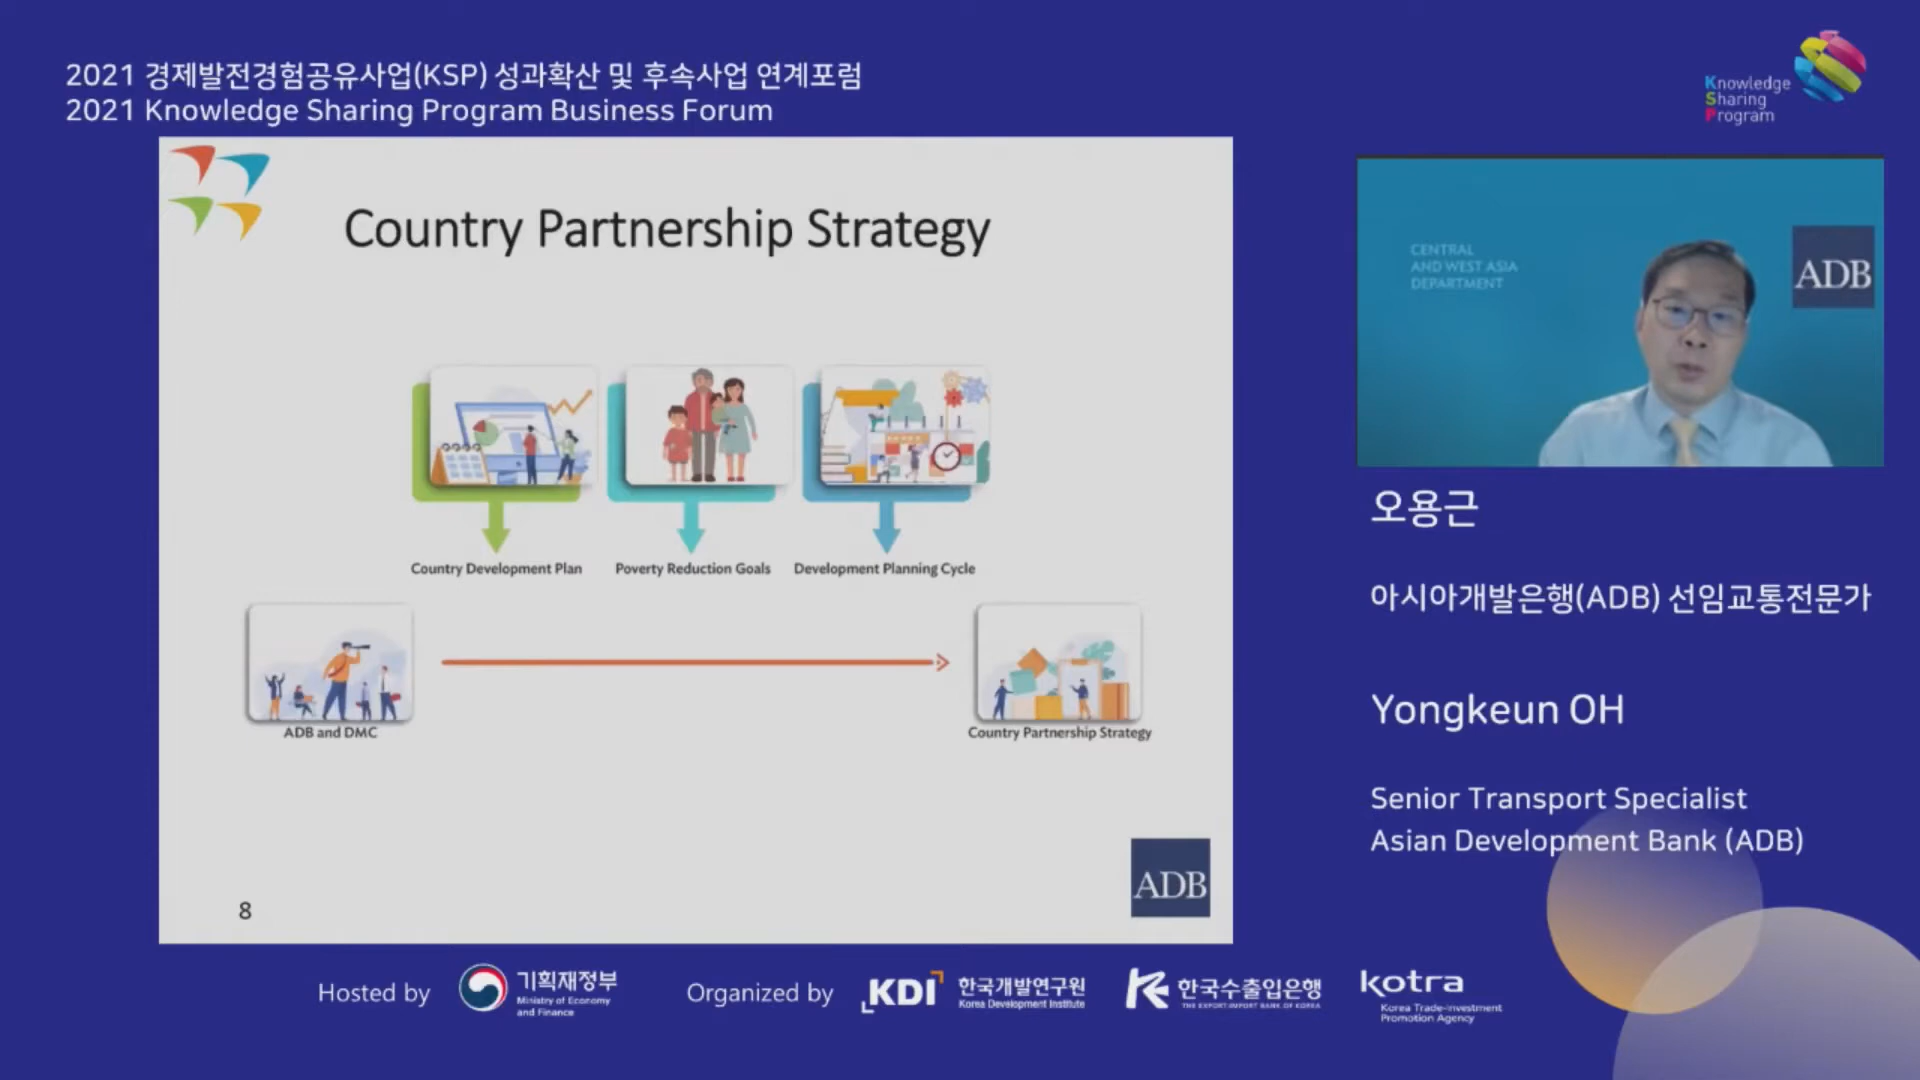 2021 경제발전경험공유사업(KSP) 성과확산 및 후속사업 연계포럼
2021 Knowledge Sharing Program Business Forum
Knowledge
Sharing
Program
Country Partnership Strategy
Country Development Plan
Poverty Reduction Goals
Development Planning Cycle
ADB and DMC
Country Partnership Strategy
ADB
8
CENTRAL
AND WEST ASIA
DEPARTMENT
ADB
오용근
아시아개발은행(ADB) 선임교통전문가
Yongkeun OH
Senior Transport Specialist
Asian Development Bank (ADB)
Hosted by
기획재정부
Ministry of Economy
and Finance
Organized by
KDI
한국개발연구원
Korea Development Institute
한국수출입은행
THE EXPORT-IMPORT BANK OF KOREA
kotra
Korea Trade-Investment
Promotion Agency